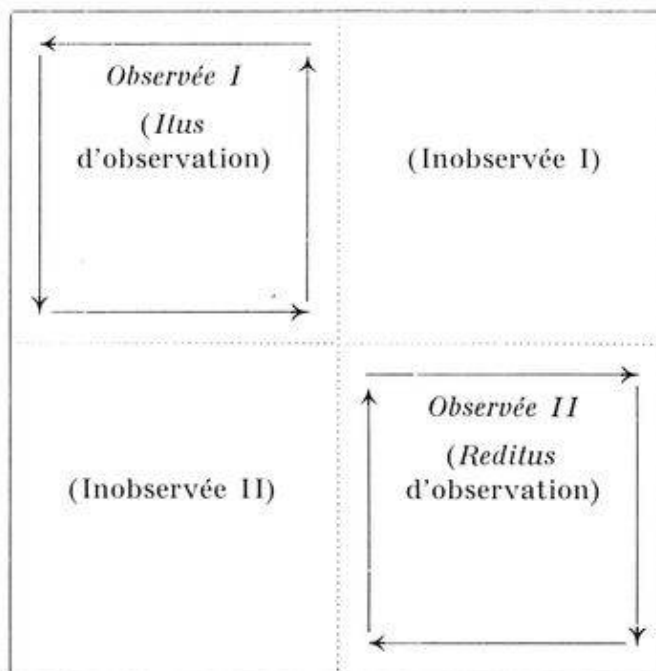 Observée I
(Itus
d'observation)
(Inobservée I)
(Inobservée II)
Observée II
(Reditus
d'observation)